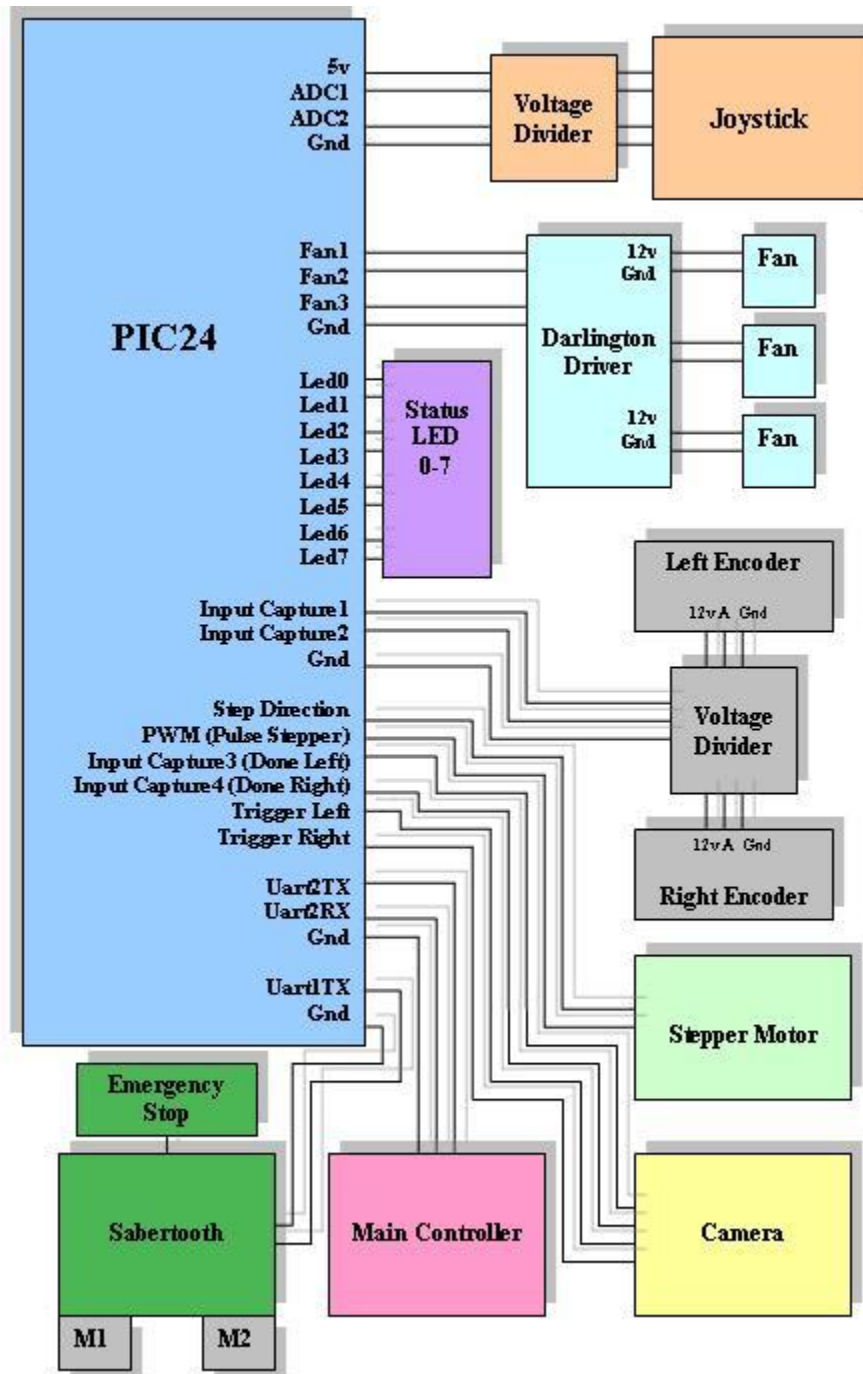 PIC24
5v
ADC1
ADC2
Gnd
Voltage
Divider
Joystick
Fan1
Fan2
Fan3
Gnd
12v
Gnd
Darlington
Driver
12v
Gnd
Fan
Fan
Fan
Led0
Led1
Led2
Led3
Led4
Led5
Led6
Led7
Status
LED
0-7
Input Capture1
Input Capture2
Gnd
Left Encoder
12v A Gnd
Voltage
Divider
12v A Gnd
Right Encoder
Step Direction
PWM (Pulse Stepper)
Input Capture3 (Done Left)
Input Capture4 (Done Right)
Trigger Left
Trigger Right
Uart2TX
Uart2RX
Gnd
Uart1TX
Gnd
Stepper Motor
Emergency
Stop
Sabertooth
M1
M2
Main Controller
Camera